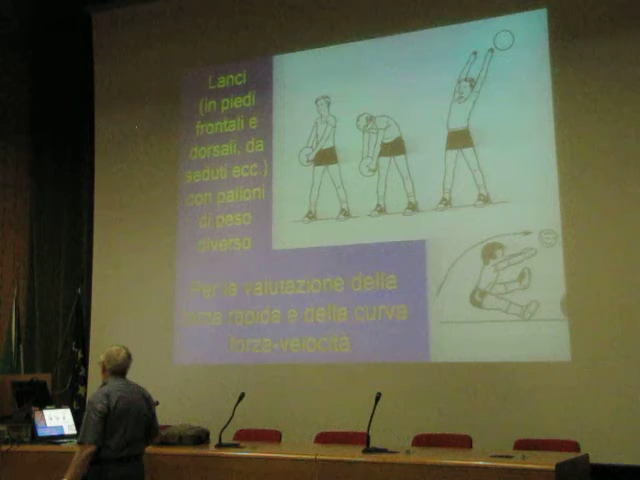 Lanci
(in piedi
frontali e
dorsali, da
seduti ecc.)
con palloni
di peso
diverso
Per la valutazione della
forza rapida e della curva
forza-velocità